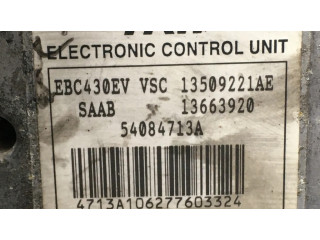 ELECTRONIC CONTROL UNIT
EBC430EV VSC 13509221AE
SAAB 13663920
54084713A
4713A106277603324